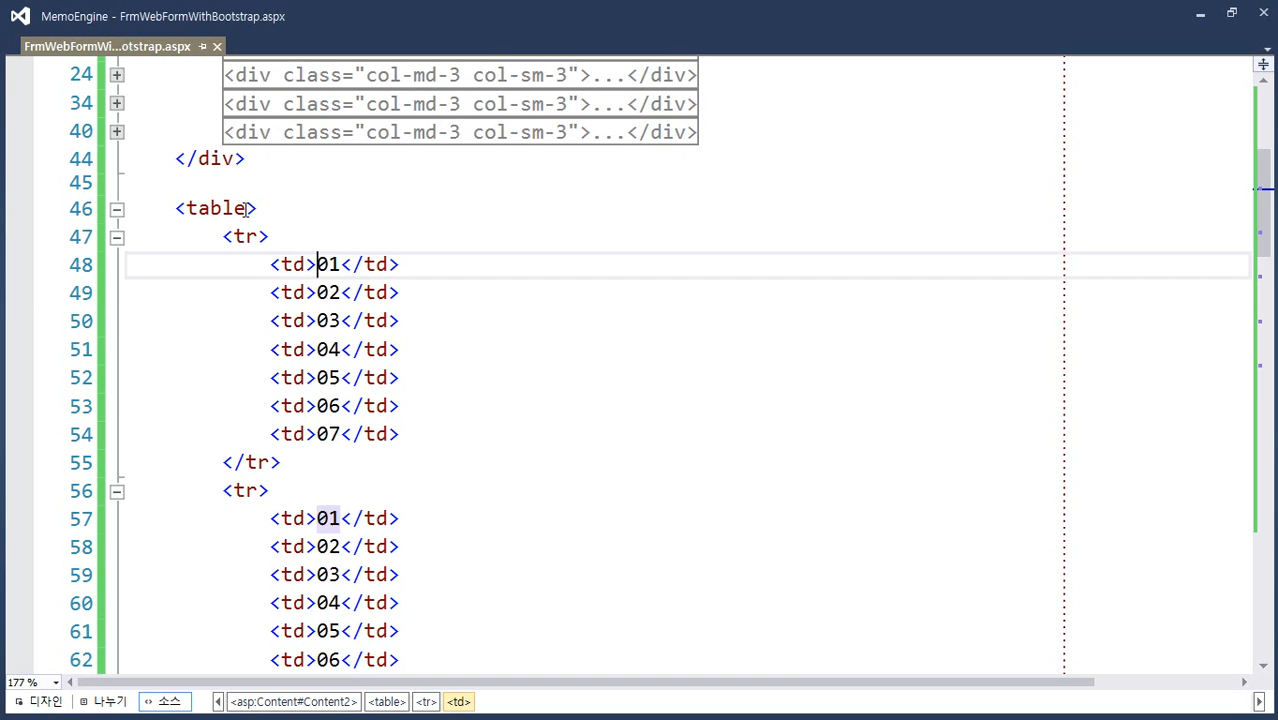 MemoEngine - FrmWebFormWithBootstrap.aspx
FrmWebFormWi...otstrap.aspx
24 <div class="col-md-3 col-sm-3">...</div>
34 <div class="col-md-3 col-sm-3">...</div>
40 <div class="col-md-3 col-sm-3">...</div>
44 </div>
45
46 <table>
47 <tr>
48 <td>01</td>
49 <td>02</td>
50 <td>03</td>
51 <td>04</td>
52 <td>05</td>
53 <td>06</td>
54 <td>07</td>
55 </tr>
56 <tr>
57 <td>01</td>
58 <td>02</td>
59 <td>03</td>
60 <td>04</td>
61 <td>05</td>
62 <td>06</td>
177 %
디자인 나누기 소스 <asp:Content#Content2> <table> <tr> <td>